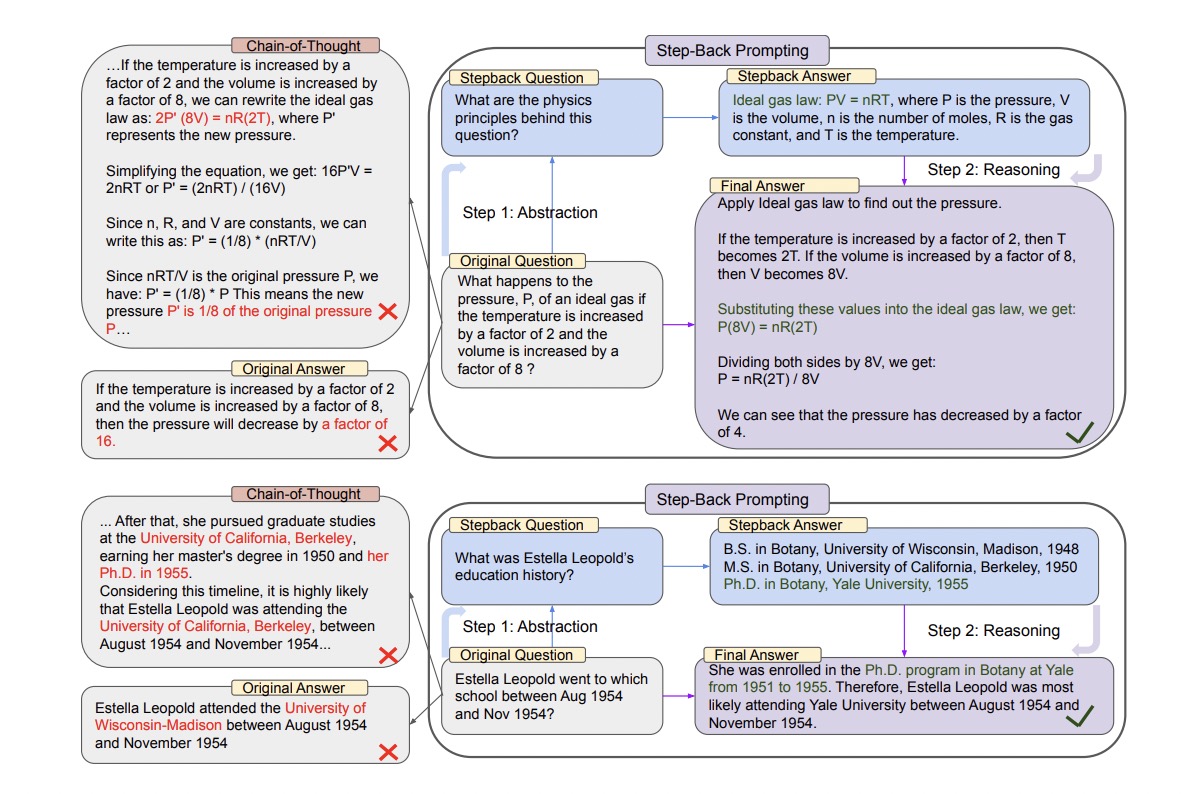 Chain-of-Thought
…If the temperature is increased by a
factor of 2 and the volume is increased by
a factor of 8, we can rewrite the ideal gas
law as: 2P' (8V) = nR(2T), where P'
represents the new pressure.
Simplifying the equation, we get: 16P'V =
2nRT or P' = (2nRT) / (16V)
Since n, R, and V are constants, we can
write this as: P' = (1/8) * (nRT/V)
Since nRT/V is the original pressure P, we
have: P' = (1/8) * P This means the new
pressure P' is 1/8 of the original pressure
P…
Original Answer
If the temperature is increased by a factor of 2
and the volume is increased by a factor of 8,
then the pressure will decrease by a factor of
16.
Step-Back Prompting
Stepback Question
What are the physics
principles behind this
question?
Stepback Answer
Ideal gas law: PV = nRT, where P is the pressure, V
is the volume, n is the number of moles, R is the gas
constant, and T is the temperature.
Step 1: Abstraction
Step 2: Reasoning
Original Question
What happens to the
pressure, P, of an ideal gas if
the temperature is increased
by a factor of 2 and the
volume is increased by a
factor of 8 ?
Final Answer
Apply Ideal gas law to find out the pressure.
If the temperature is increased by a factor of 2, then T
becomes 2T. If the volume is increased by a factor of 8,
then V becomes 8V.
Substituting these values into the ideal gas law, we get:
P(8V) = nR(2T)
Dividing both sides by 8V, we get:
P = nR(2T) / 8V
We can see that the pressure has decreased by a factor
of 4.
Chain-of-Thought
... After that, she pursued graduate studies
at the University of California, Berkeley,
earning her master's degree in 1950 and her
Ph.D. in 1955.
Considering this timeline, it is highly likely
that Estella Leopold was attending the
University of California, Berkeley, between
August 1954 and November 1954...
Original Answer
Estella Leopold attended the University of
Wisconsin-Madison between August 1954
and November 1954
Step-Back Prompting
Stepback Question
What was Estella Leopold's
education history?
Stepback Answer
B.S. in Botany, University of Wisconsin, Madison, 1948
M.S. in Botany, University of California, Berkeley, 1950
Ph.D. in Botany, Yale University, 1955
Step 1: Abstraction
Step 2: Reasoning
Original Question
Estella Leopold went to which
school between Aug 1954
and Nov 1954?
Final Answer
She was enrolled in the Ph.D. program in Botany at Yale
from 1951 to 1955. Therefore, Estella Leopold was most
likely attending Yale University between August 1954 and
November 1954.